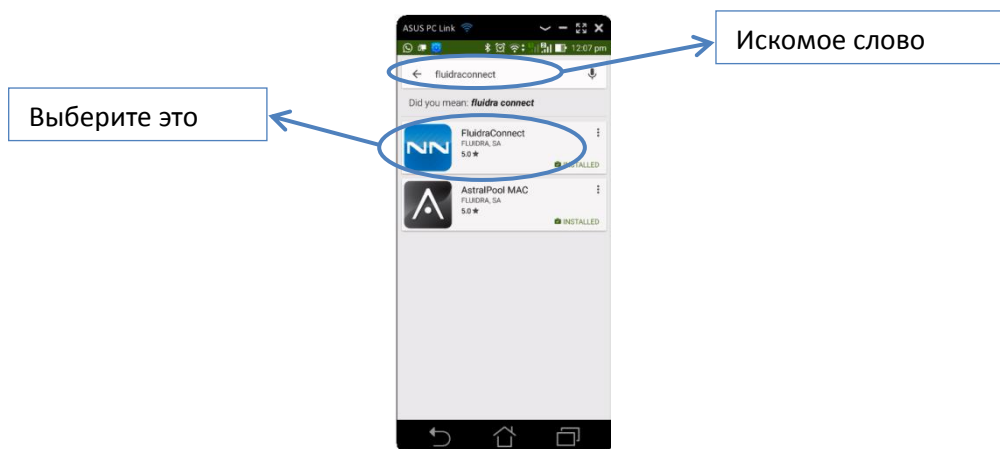 ASUS PC Link
12:07 pm
Искомое слово
fluidraconnect
Did you mean: fluidra connect
Выберите это
FluidraConnect
FLUIDRA, SA
5.0 ★
INSTALLED
AstralPool MAC
FLUIDRA, SA
5.0 ★
INSTALLED